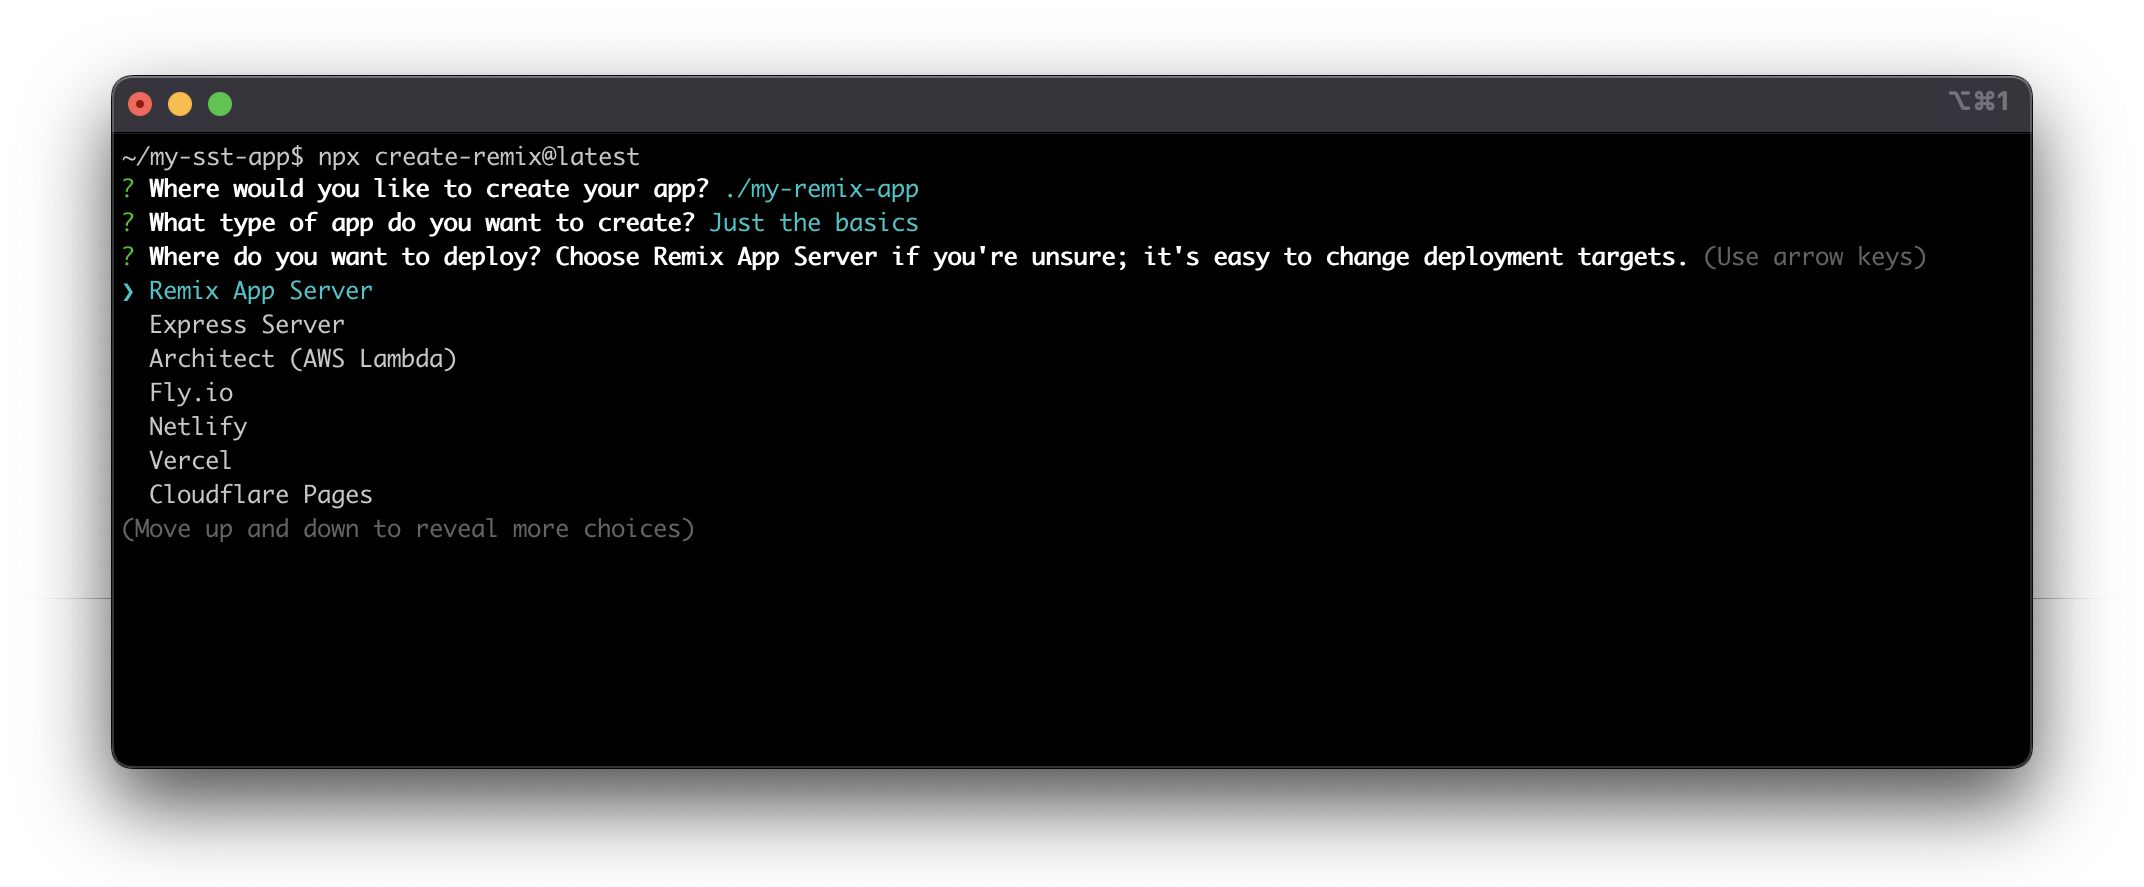 ⌥⌘1
~/my-sst-app$ npx create-remix@latest
? Where would you like to create your app? ./my-remix-app
? What type of app do you want to create? Just the basics
? Where do you want to deploy? Choose Remix App Server if you're unsure; it's easy to change deployment targets. (Use arrow keys)
❯ Remix App Server
Express Server
Architect (AWS Lambda)
Fly.io
Netlify
Vercel
Cloudflare Pages
(Move up and down to reveal more choices)